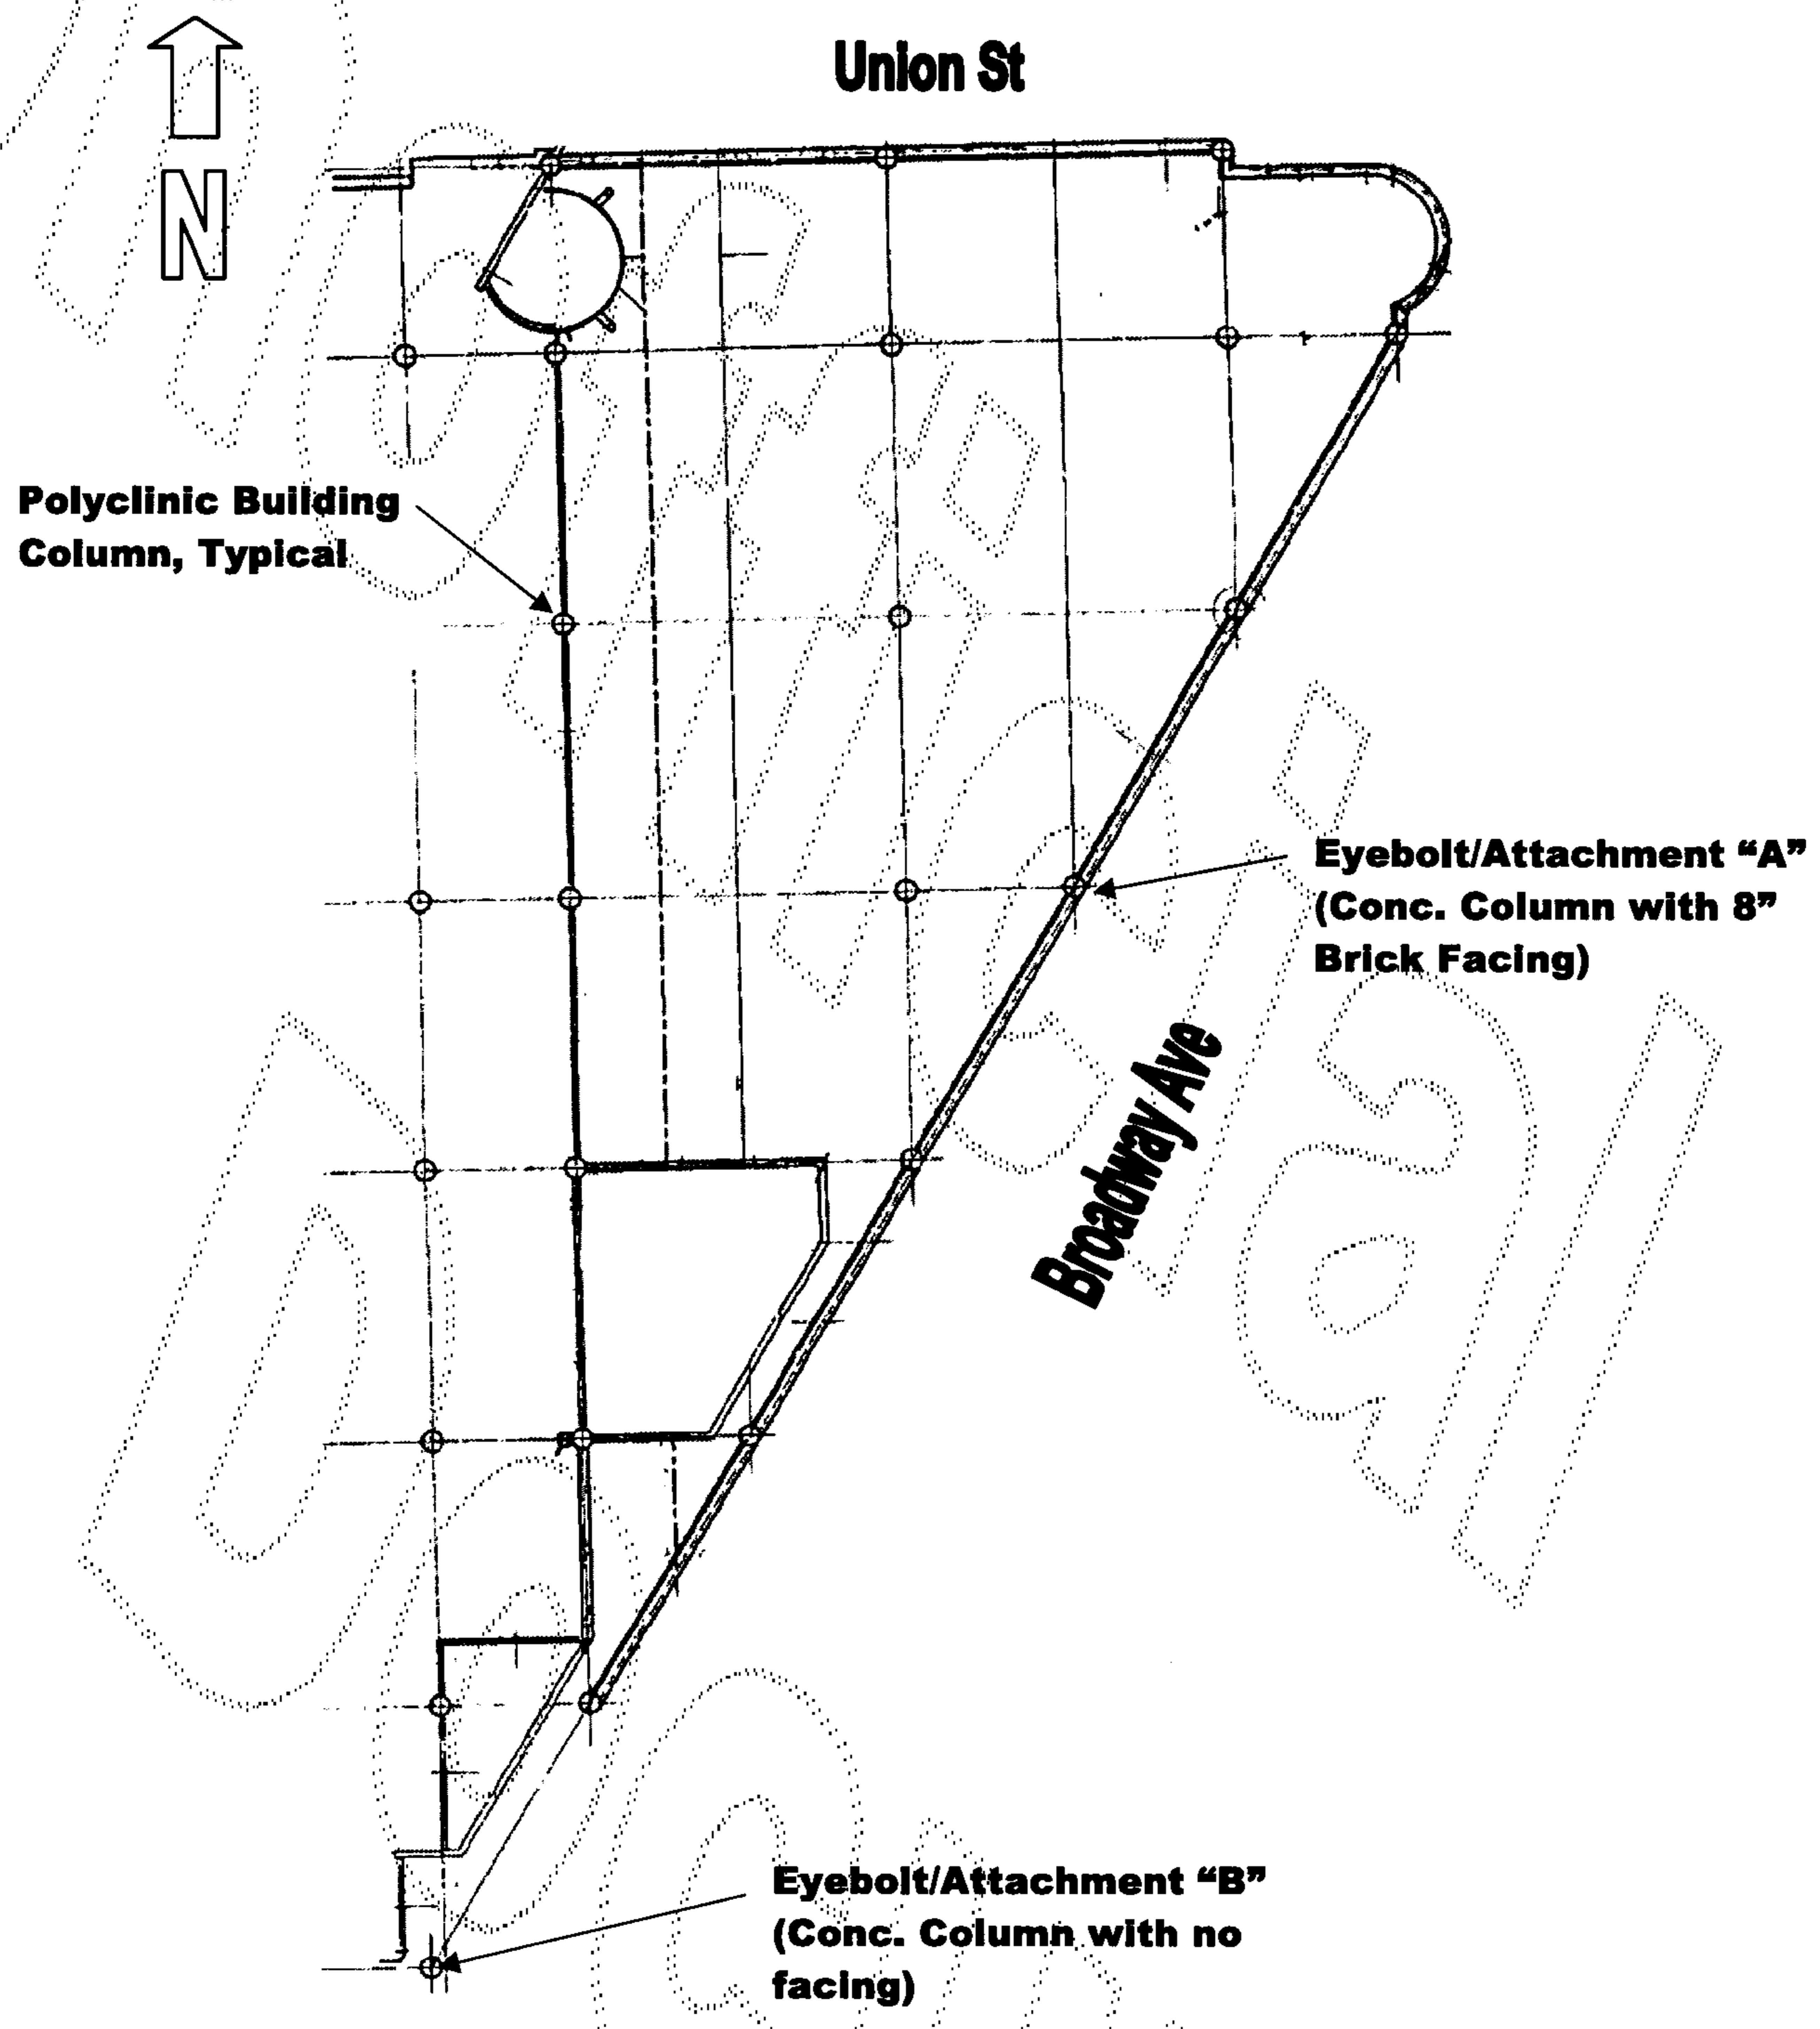 Union St
N
Polyclinic Building
Column, Typical
Eyebolt/Attachment “A”
(Conc. Column with 8”
Brick Facing)
Broadway Ave
Eyebolt/Attachment “B”
(Conc. Column with no
facing)